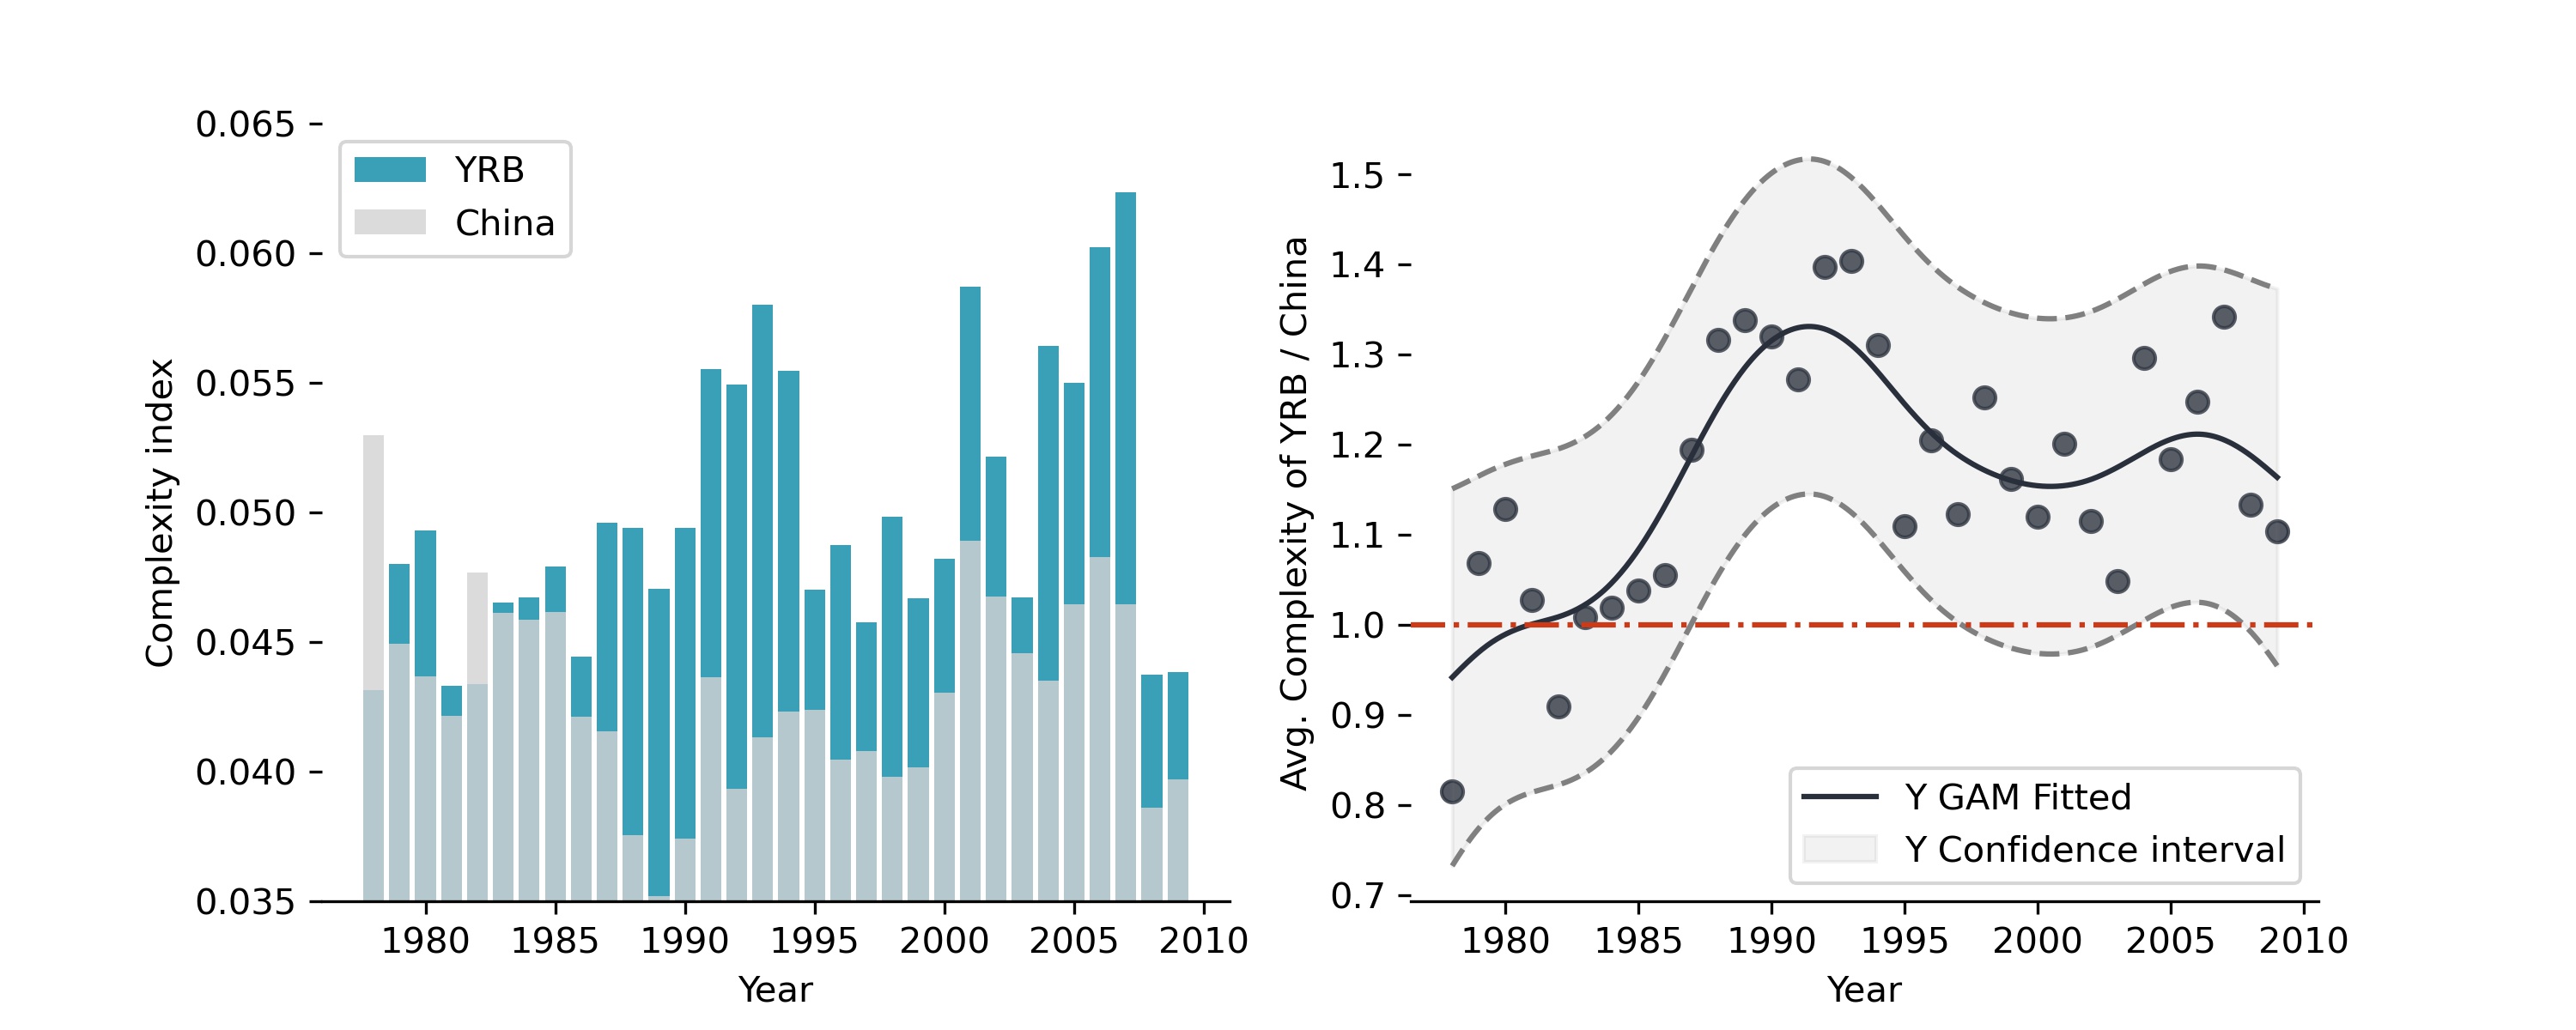 0.065
0.060
0.055
0.050
0.045
0.040
0.035
Complexity index
YRB
China
1980 1985 1990 1995 2000 2005 2010
Year
1.5
1.4
1.3
1.2
1.1
1.0
0.9
0.8
0.7
Avg. Complexity of YRB / China
Y GAM Fitted
Y Confidence interval
1980 1985 1990 1995 2000 2005 2010
Year